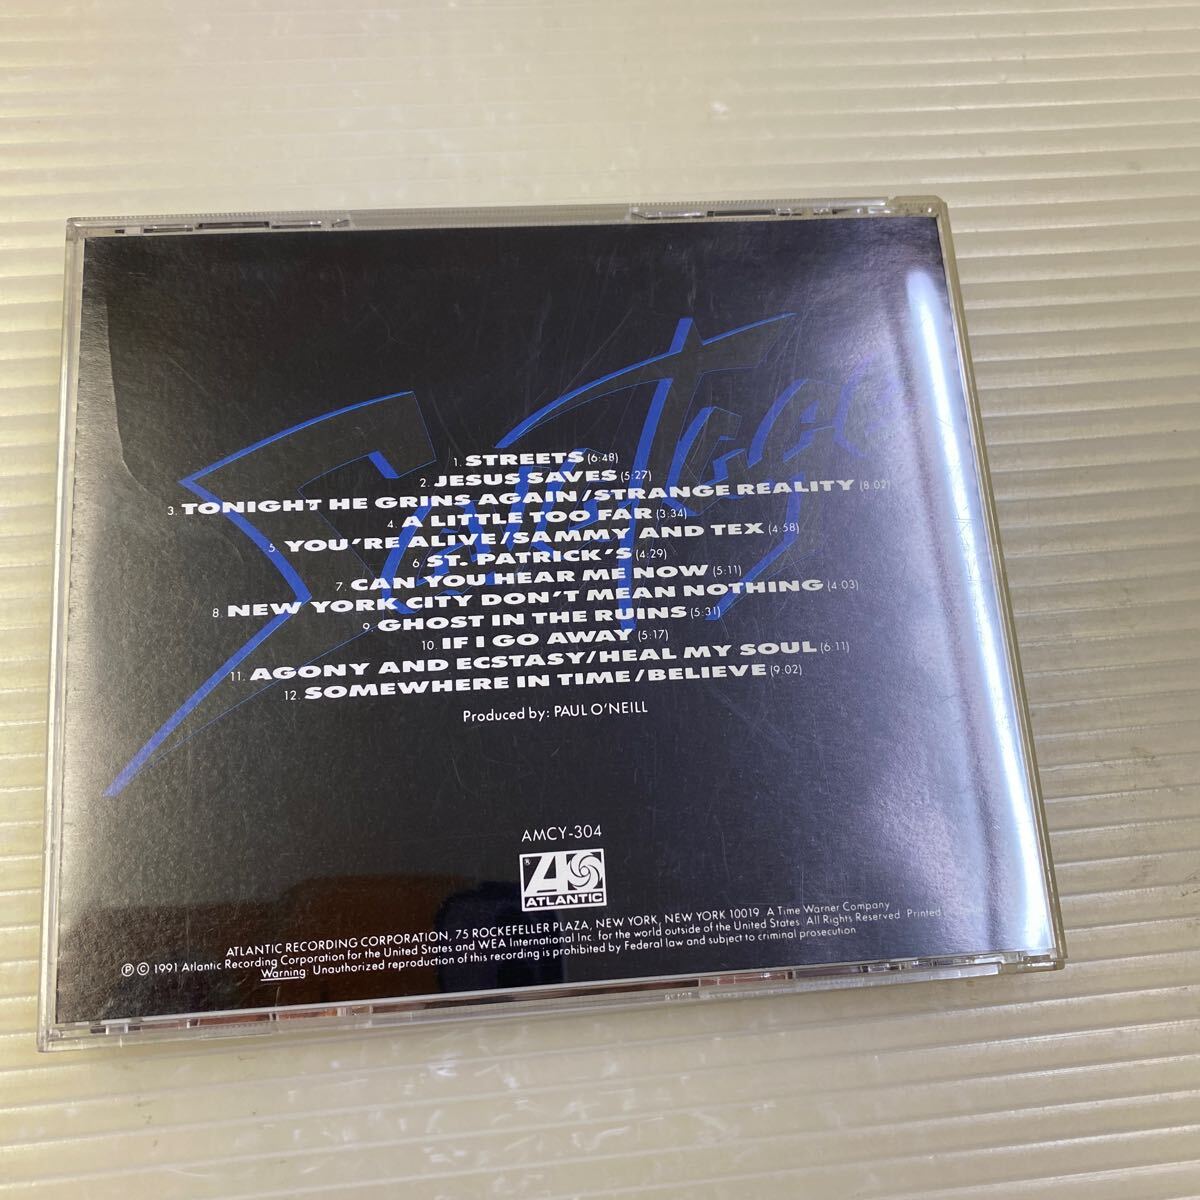 Savatage
1. STREETS (6:48)
2. JESUS SAVES (5:27)
3. TONIGHT HE GRINS AGAIN/STRANGE REALITY (8:02)
4. A LITTLE TOO FAR (3:34)
5. YOU'RE ALIVE/SAMMY AND TEX (4:58)
6. ST. PATRICK'S (4:29)
7. CAN YOU HEAR ME NOW (5:11)
8. NEW YORK CITY DON'T MEAN NOTHING (4:03)
9. GHOST IN THE RUINS (5:31)
10. IF I GO AWAY (5:17)
11. AGONY AND ECSTASY/HEAL MY SOUL (6:11)
12. SOMEWHERE IN TIME/BELIEVE (9:02)
Produced by: PAUL O'NEILL
AMCY-304
ATLANTIC
ATLANTIC RECORDING CORPORATION, 75 ROCKEFELLER PLAZA, NEW YORK, NEW YORK 10019 A Time Warner Company
℗ © 1991 Atlantic Recording Corporation for the United States and WEA International Inc. for the world outside of the United States. All Rights Reserved. Printed
Warning: Unauthorized reproduction of this recording is prohibited by Federal law and subject to criminal prosecution